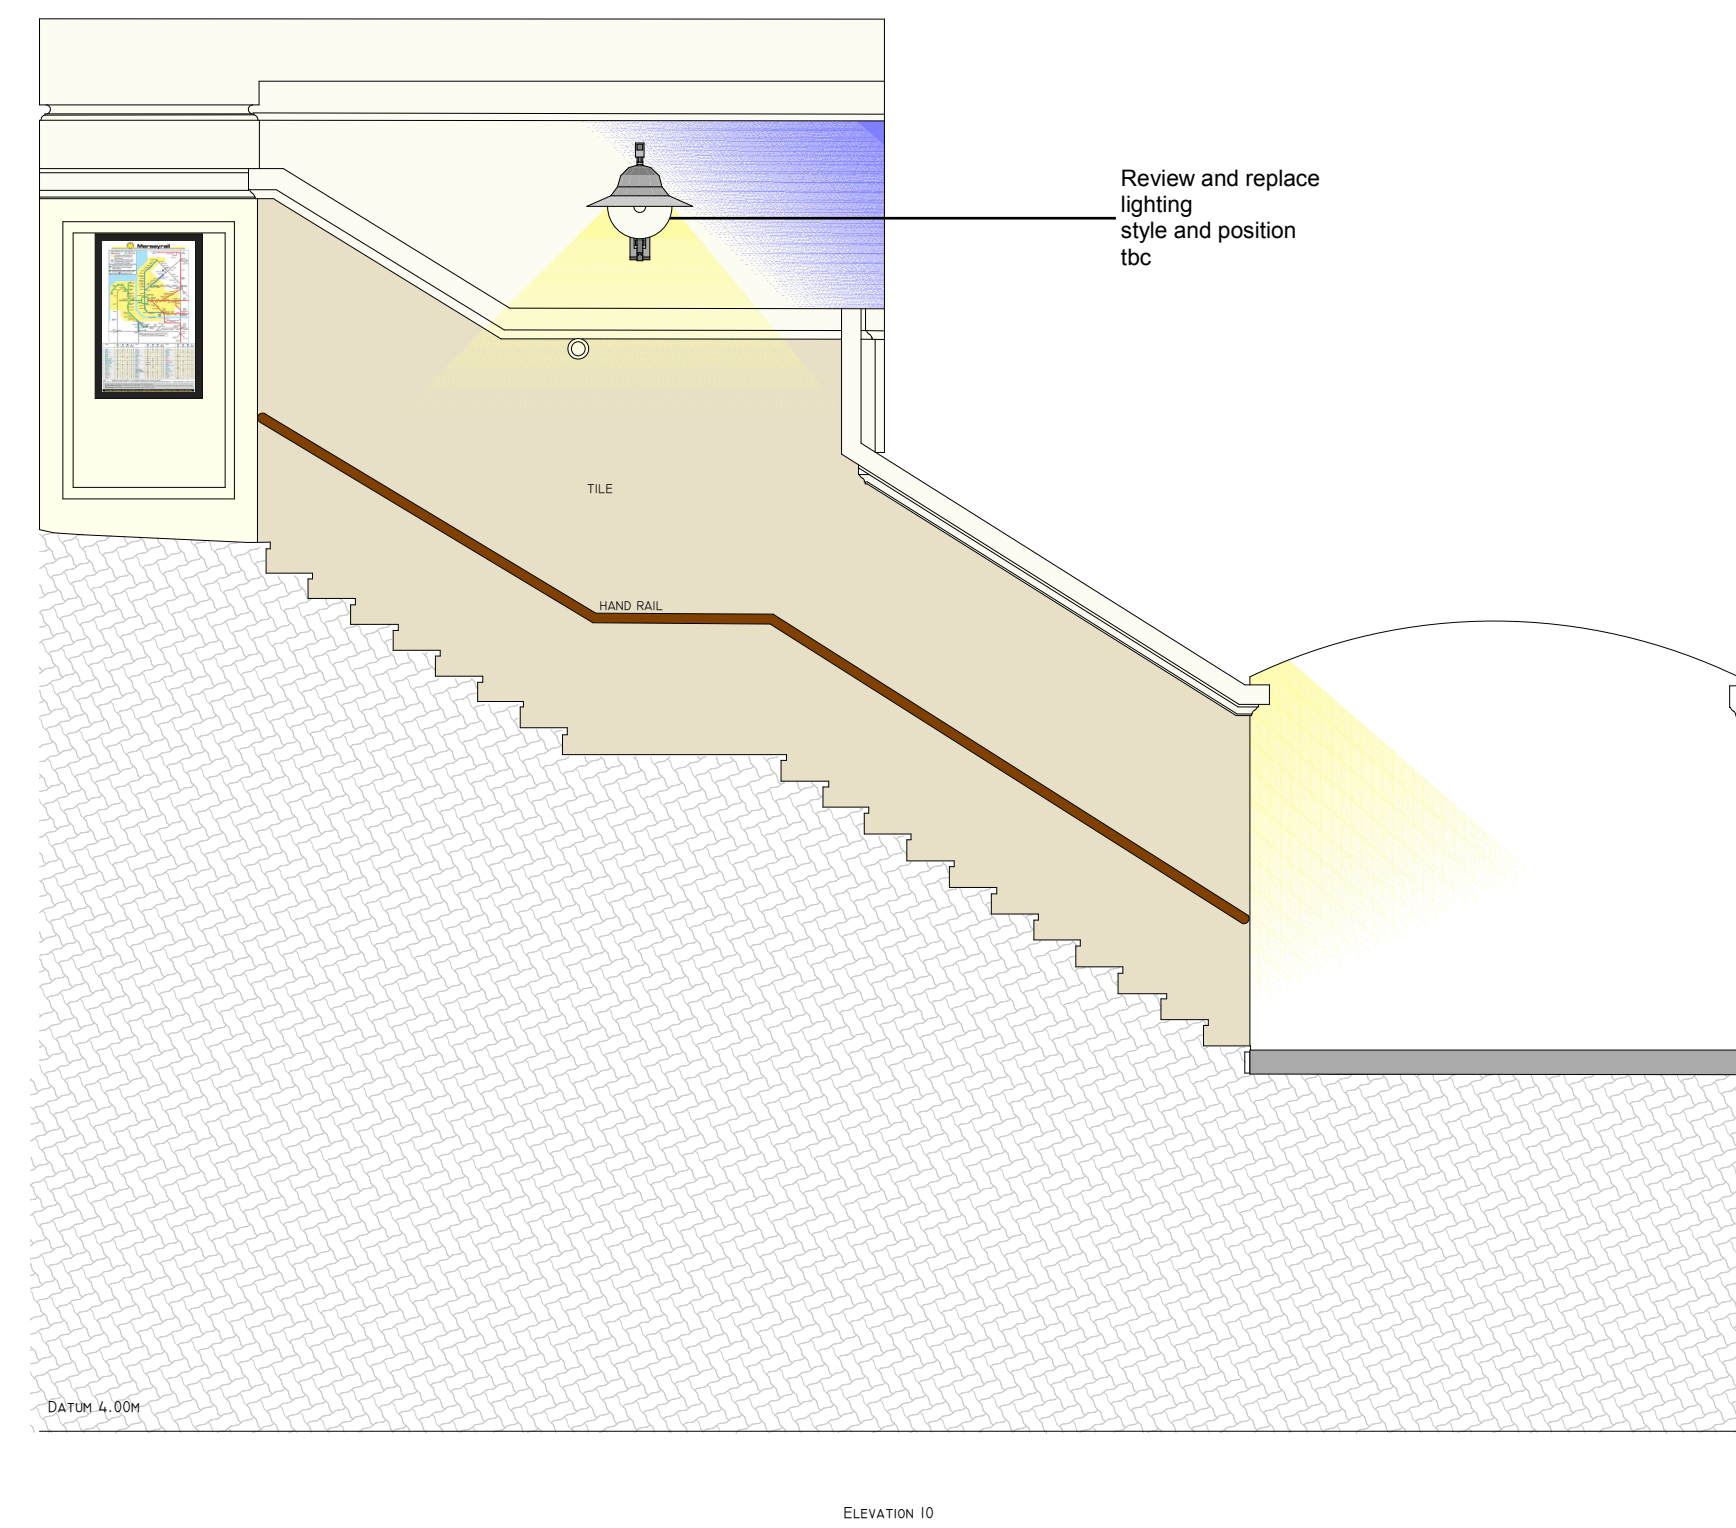 Review and replace
lighting
style and position
tbc
Merseyrail
TILE
HAND RAIL
DATUM 4.00M
ELEVATION 10